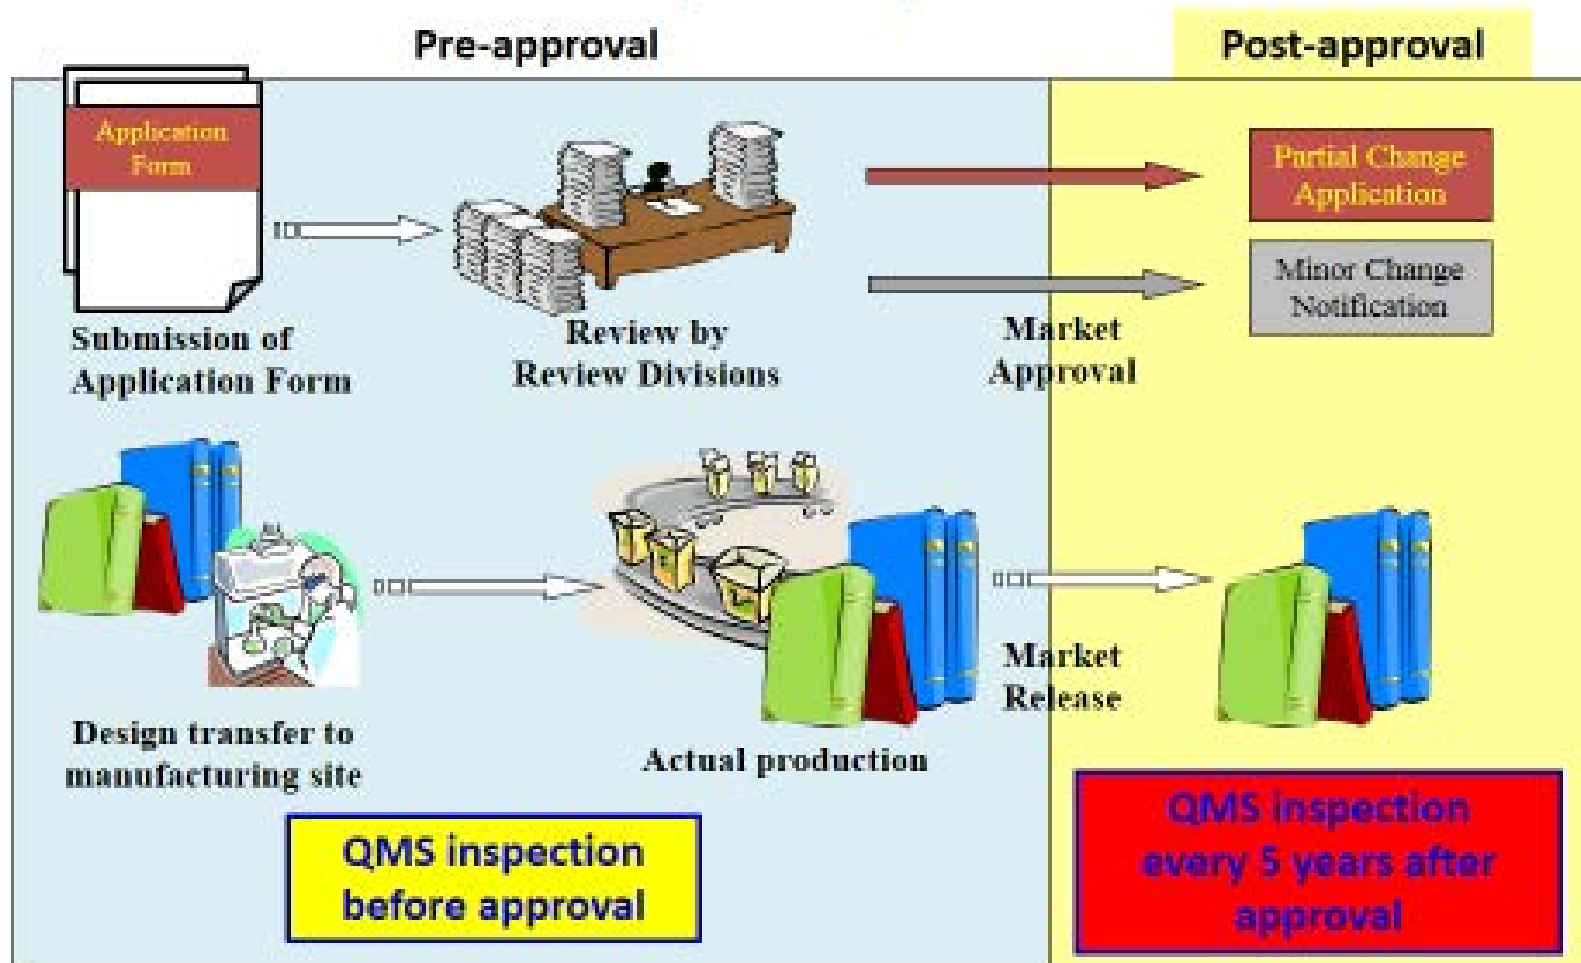 Pre-approval
Post-approval
Application
Form
Partial Change
Application
Minor Change
Notification
Submission of
Application Form
Review by
Review Divisions
Market
Approval
Design transfer to
manufacturing site
Actual production
Market
Release
QMS inspection
before approval
QMS inspection
every 5 years after
approval